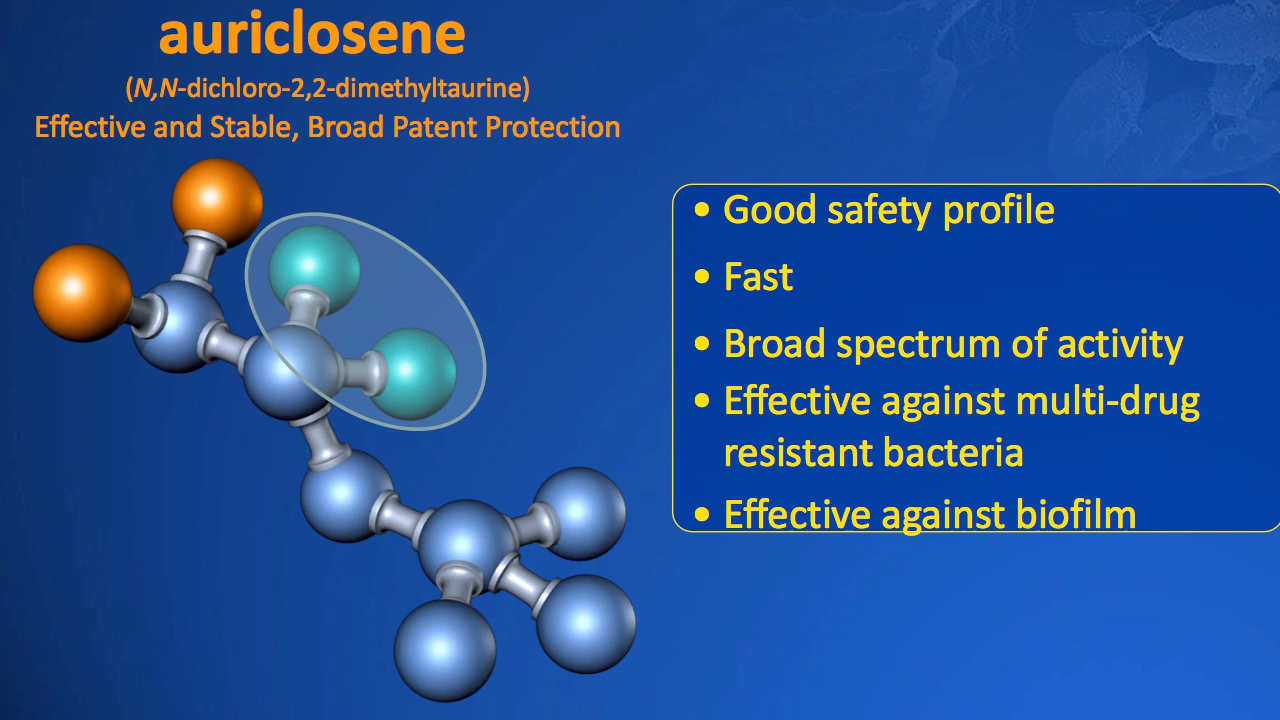 auriclosene
(N,N-dichloro-2,2-dimethyltaurine)
Effective and Stable, Broad Patent Protection
• Good safety profile
• Fast
• Broad spectrum of activity
• Effective against multi-drug
resistant bacteria
• Effective against biofilm